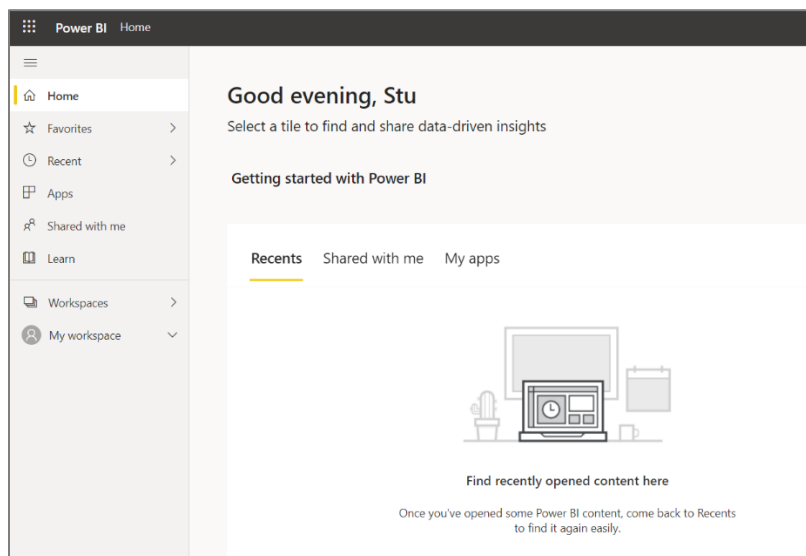 Power BI Home
Home
Favorites
Recent
Apps
Shared with me
Learn
Workspaces
My workspace
Good evening, Stu
Select a tile to find and share data-driven insights
Getting started with Power BI
Recents Shared with me My apps
Find recently opened content here
Once you've opened some Power BI content, come back to Recents
to find it again easily.